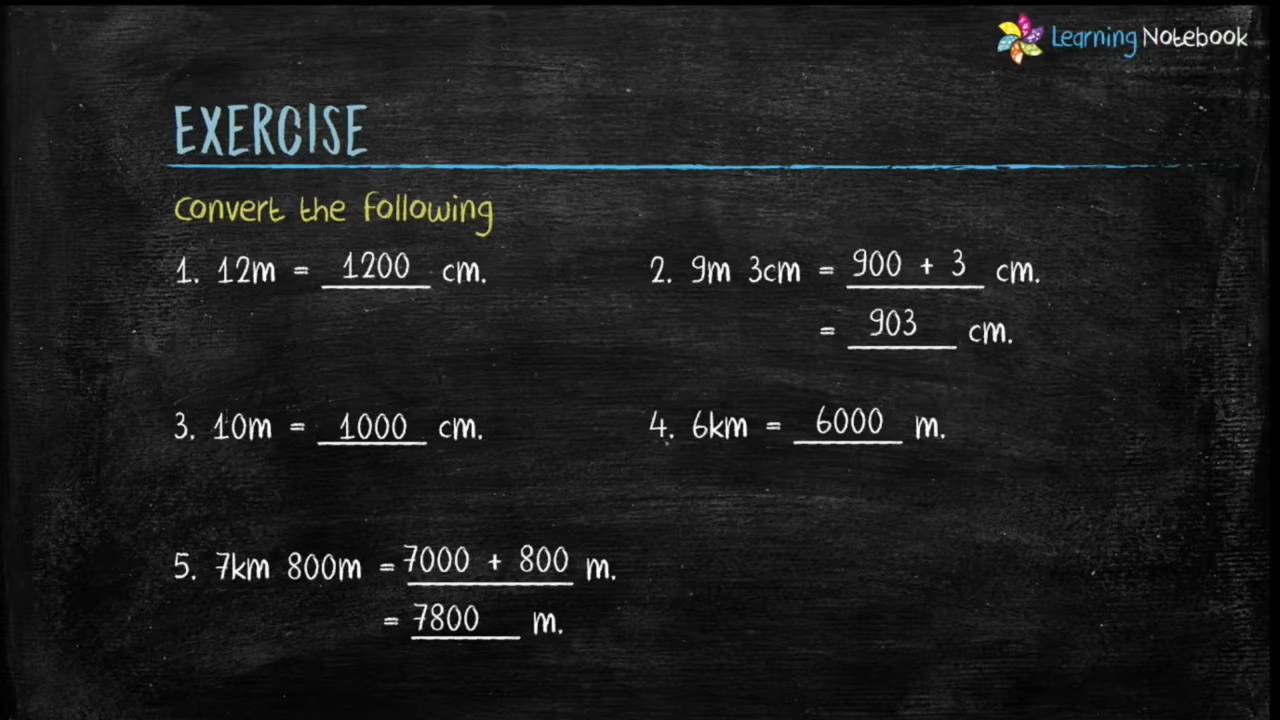 Learning Notebook
EXERCISE
Convert the following
1. 12m = 1200 cm.
2. 9m 3cm = 900 + 3 cm.
= 903 cm.
3. 10m = 1000 cm.
4. 6km = 6000 m.
5. 7km 800m = 7000 + 800 m.
= 7800 m.